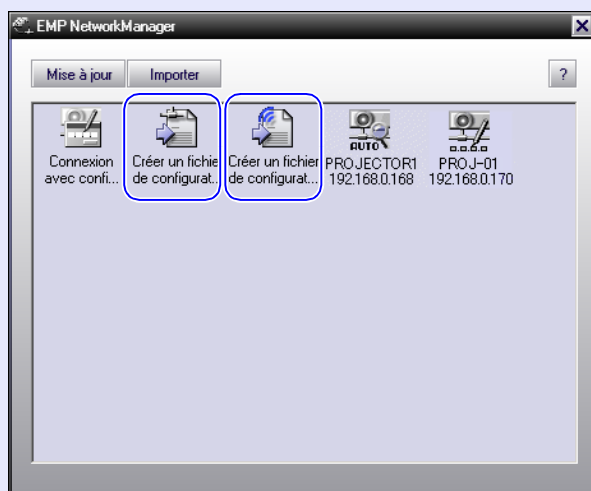 EMP NetworkManager
Mise à jour Importer ?
Connexion avec confi...
Créer un fichie de configurat...
Créer un fichier de configurat...
AUTO
PROJECTOR1
192.168.0.168
PROJ-01
192.168.0.170